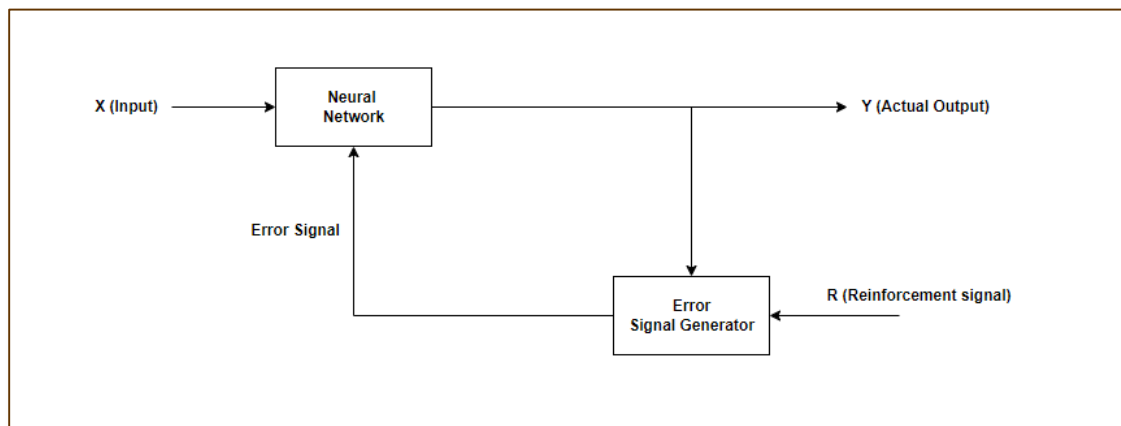 X (Input)
Neural
Network
Y (Actual Output)
Error Signal
R (Reinforcement signal)
Error
Signal Generator